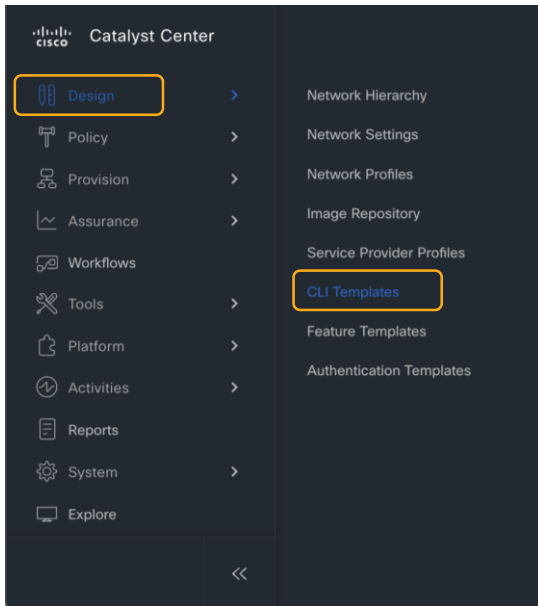 CISCO Catalyst Center
Design
Policy
Provision
Assurance
Workflows
Tools
Platform
Activities
Reports
System
Explore
Network Hierarchy
Network Settings
Network Profiles
Image Repository
Service Provider Profiles
CLI Templates
Feature Templates
Authentication Templates